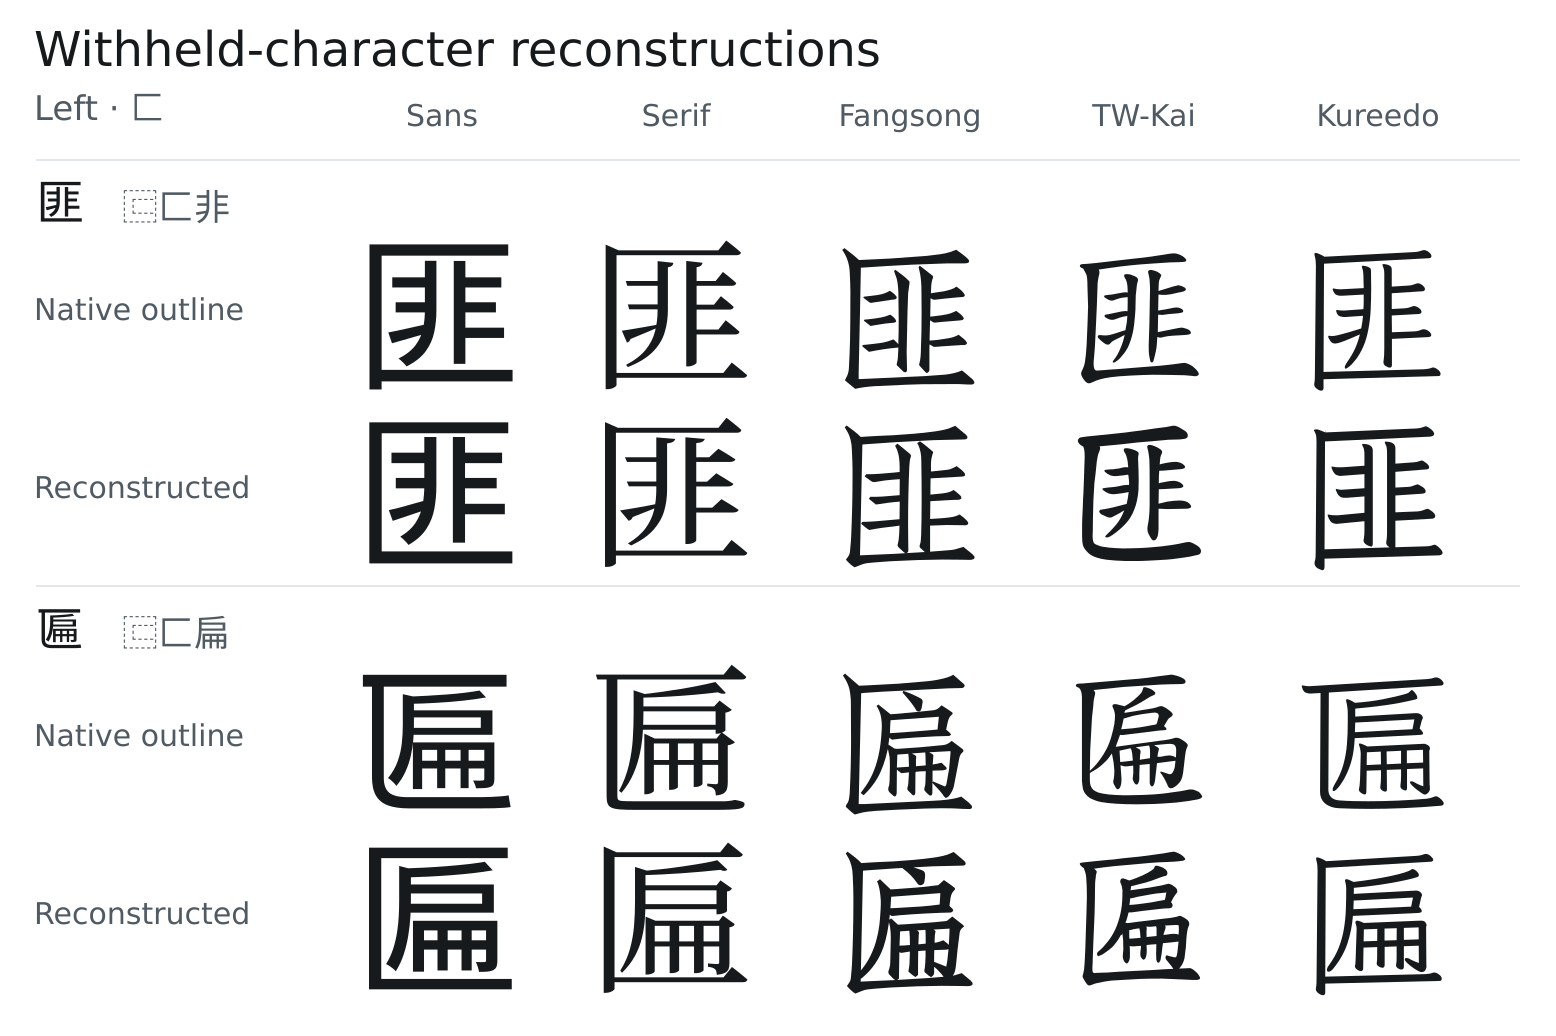 Withheld-character reconstructions
Left · 匚 Sans Serif Fangsong TW-Kai Kureedo
匪 ⿷匚非
Native outline 匪 匪 匪 匪 匪
Reconstructed 匪 匪 匪 匪 匪
匾 ⿷匚扁
Native outline 匾 匾 匾 匾 匾
Reconstructed 匾 匾 匾 匾 匾